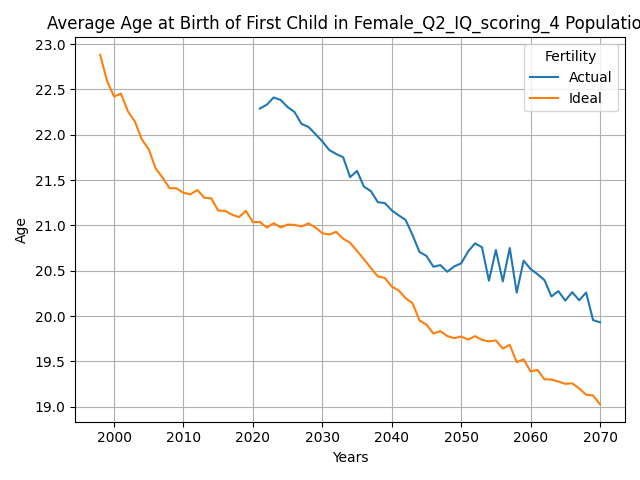 Average Age at Birth of First Child in Female_Q2_IQ_scoring_4 Populatio
Fertility
Actual
Ideal
Age
23.0
22.5
22.0
21.5
21.0
20.5
20.0
19.5
19.0
2000 2010 2020 2030 2040 2050 2060 2070
Years